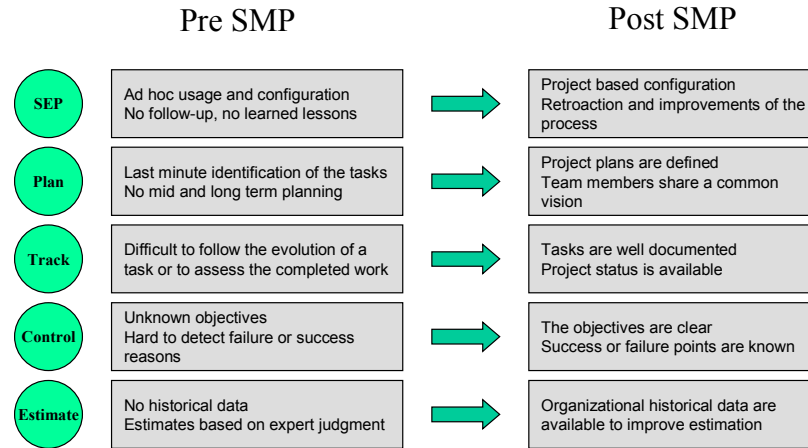 Pre SMP
Post SMP
SEP
Ad hoc usage and configuration
No follow-up, no learned lessons
Project based configuration
Retroaction and improvements of the
process
Plan
Last minute identification of the tasks
No mid and long term planning
Project plans are defined
Team members share a common
vision
Track
Difficult to follow the evolution of a
task or to assess the completed work
Tasks are well documented
Project status is available
Control
Unknown objectives
Hard to detect failure or success
reasons
The objectives are clear
Success or failure points are known
Estimate
No historical data
Estimates based on expert judgment
Organizational historical data are
available to improve estimation